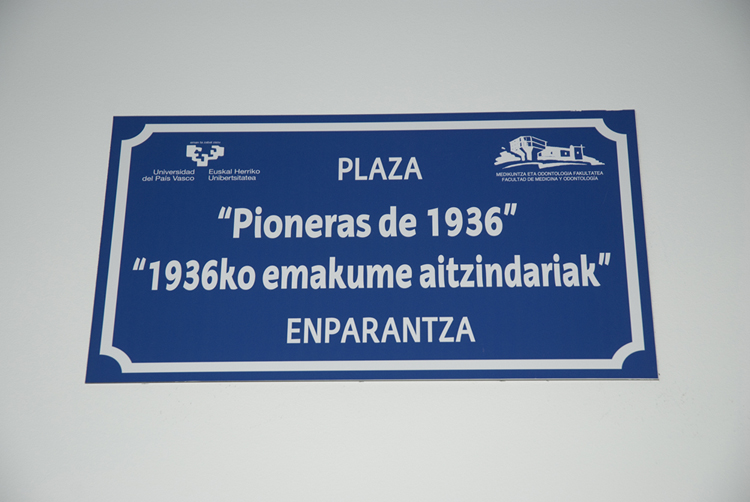 Universidad
del País Vasco
Euskal Herriko
Unibertsitatea
PLAZA
MEDIKUNTZA ETA ODONTOLOGIA FAKULTATEA
FACULTAD DE MEDICINA Y ODONTOLOGÍA
“Pioneras de 1936”
“1936ko emakume aitzindariak”
ENPARANTZA